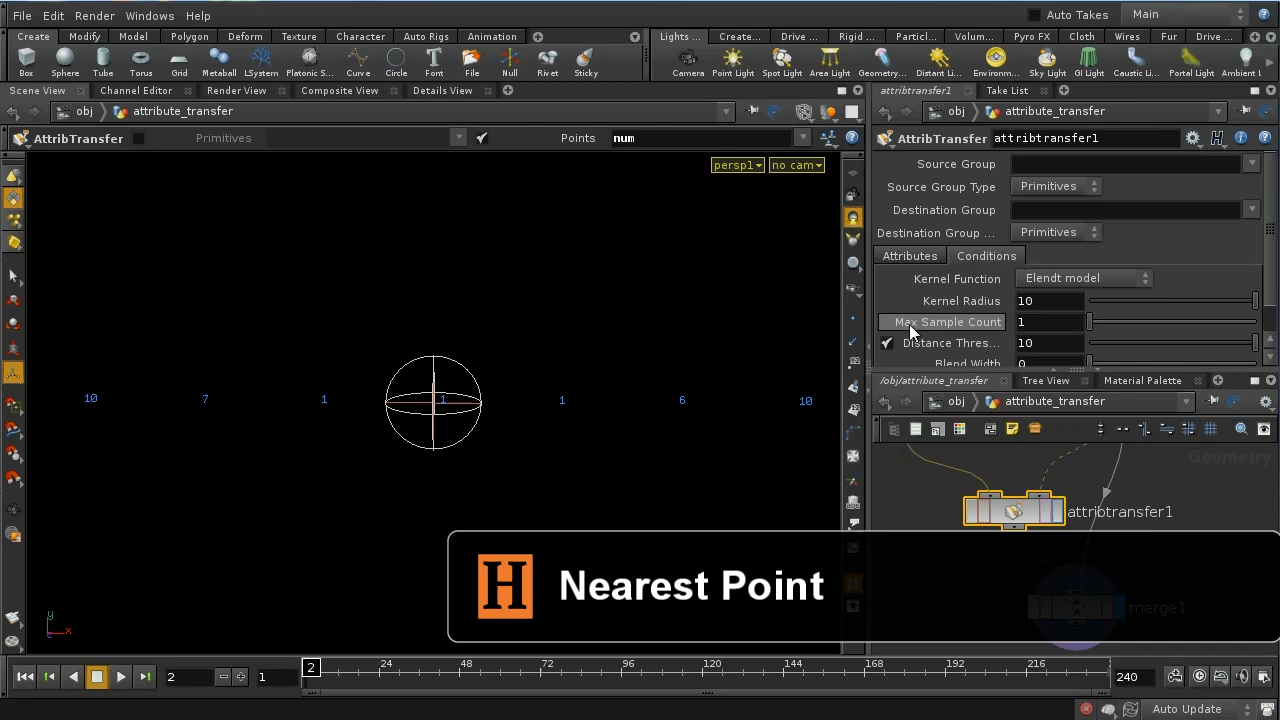 File Edit Render Windows Help
Auto Takes Main
Create Modify Model Polygon Deform Texture Character Auto Rigs Animation
Lights ... Create... Drive ... Rigid ... Particl... Volum... Pyro FX Cloth Wires Fur Drive ...
Box Sphere Tube Torus Grid Metaball LSystem Platonic S... Curve Circle Font File Null Rivet Sticky
Camera Point Light Spot Light Area Light Geometry... Distant Li... Environm... Sky Light GI Light Caustic Li... Portal Light Ambient L
Scene View Channel Editor Render View Composite View Details View
attribtransfer1 Take List
obj attribute_transfer
obj attribute_transfer
AttribTransfer Primitives Points num
AttribTransfer attribtransfer1
persp1 no cam
Source Group
Source Group Type Primitives
Destination Group
Destination Group ... Primitives
Attributes Conditions
Kernel Function Elendt model
Kernel Radius 10
Max Sample Count 1
Distance Thres... 10
Blend Width 0
10 7 1 1 1 6 10
/obj/attribute_transfer Tree View Material Palette
obj attribute_transfer
Geometry
attribtransfer1
merge1
H Nearest Point
y
x
z
2 1 2 24 48 72 96 120 144 168 192 216 240
Auto Update